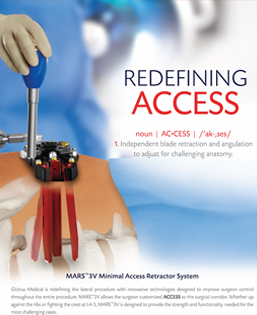 REDEFINING
ACCESS
noun | AC•CESS | /'ak-,ses/
1. Independent blade retraction and angulation
to adjust for challenging anatomy.
MARS™3V Minimal Access Retractor System
Globus Medical is redefining the lateral procedure with innovative technologies designed to improve surgeon control
throughout the entire procedure. MARS™3V allows the surgeon customized ACCESS to the surgical corridor. Whether up
against the ribs or fighting the crest at L4-5, MARS™3V is designed to provide the strength and functionality needed for the
most challenging cases.